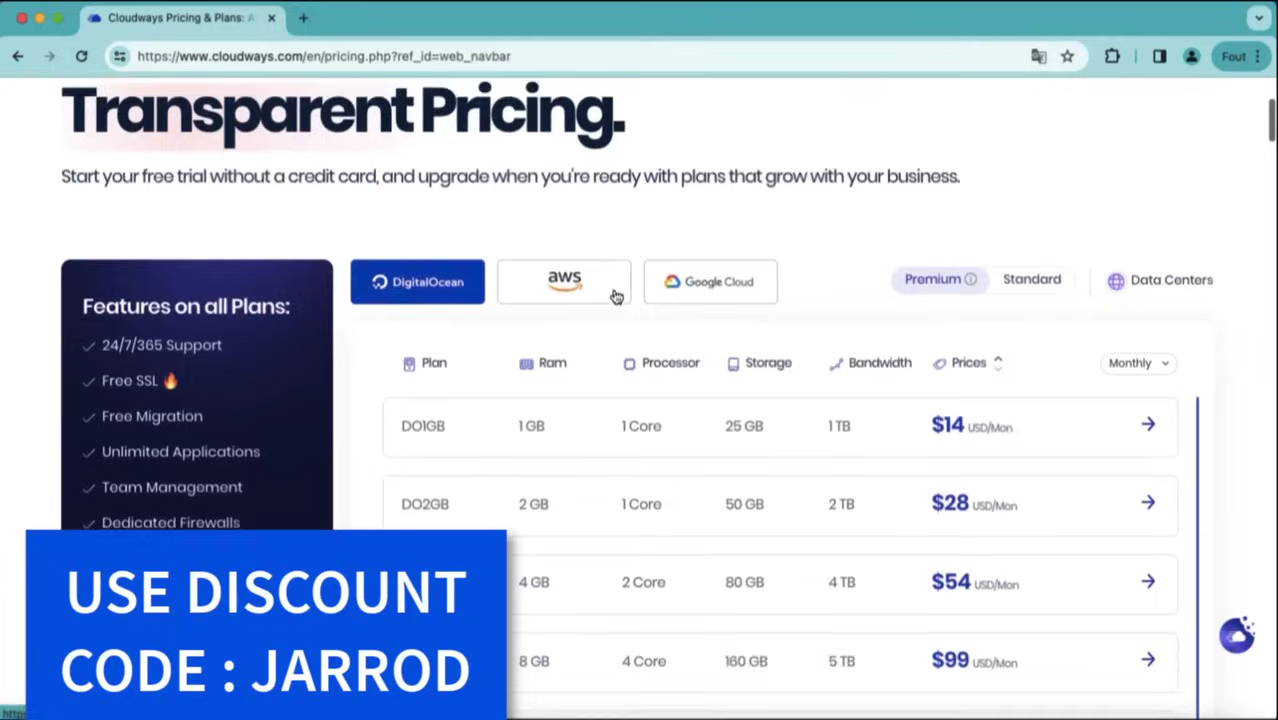 Cloudways Pricing & Plans: A
https://www.cloudways.com/en/pricing.php?ref_id=web_navbar
Fout
Transparent Pricing.
Start your free trial without a credit card, and upgrade when you're ready with plans that grow with your business.
DigitalOcean
aws
Google Cloud
Premium
Standard
Data Centers
Features on all Plans:
24/7/365 Support
Free SSL 🔥
Free Migration
Unlimited Applications
Team Management
Dedicated Firewalls
Plan Ram Processor Storage Bandwidth Prices Monthly
DO1GB 1 GB 1 Core 25 GB 1 TB $14 USD/Mon
DO2GB 2 GB 1 Core 50 GB 2 TB $28 USD/Mon
4 GB 2 Core 80 GB 4 TB $54 USD/Mon
8 GB 4 Core 160 GB 5 TB $99 USD/Mon
USE DISCOUNT
CODE : JARROD